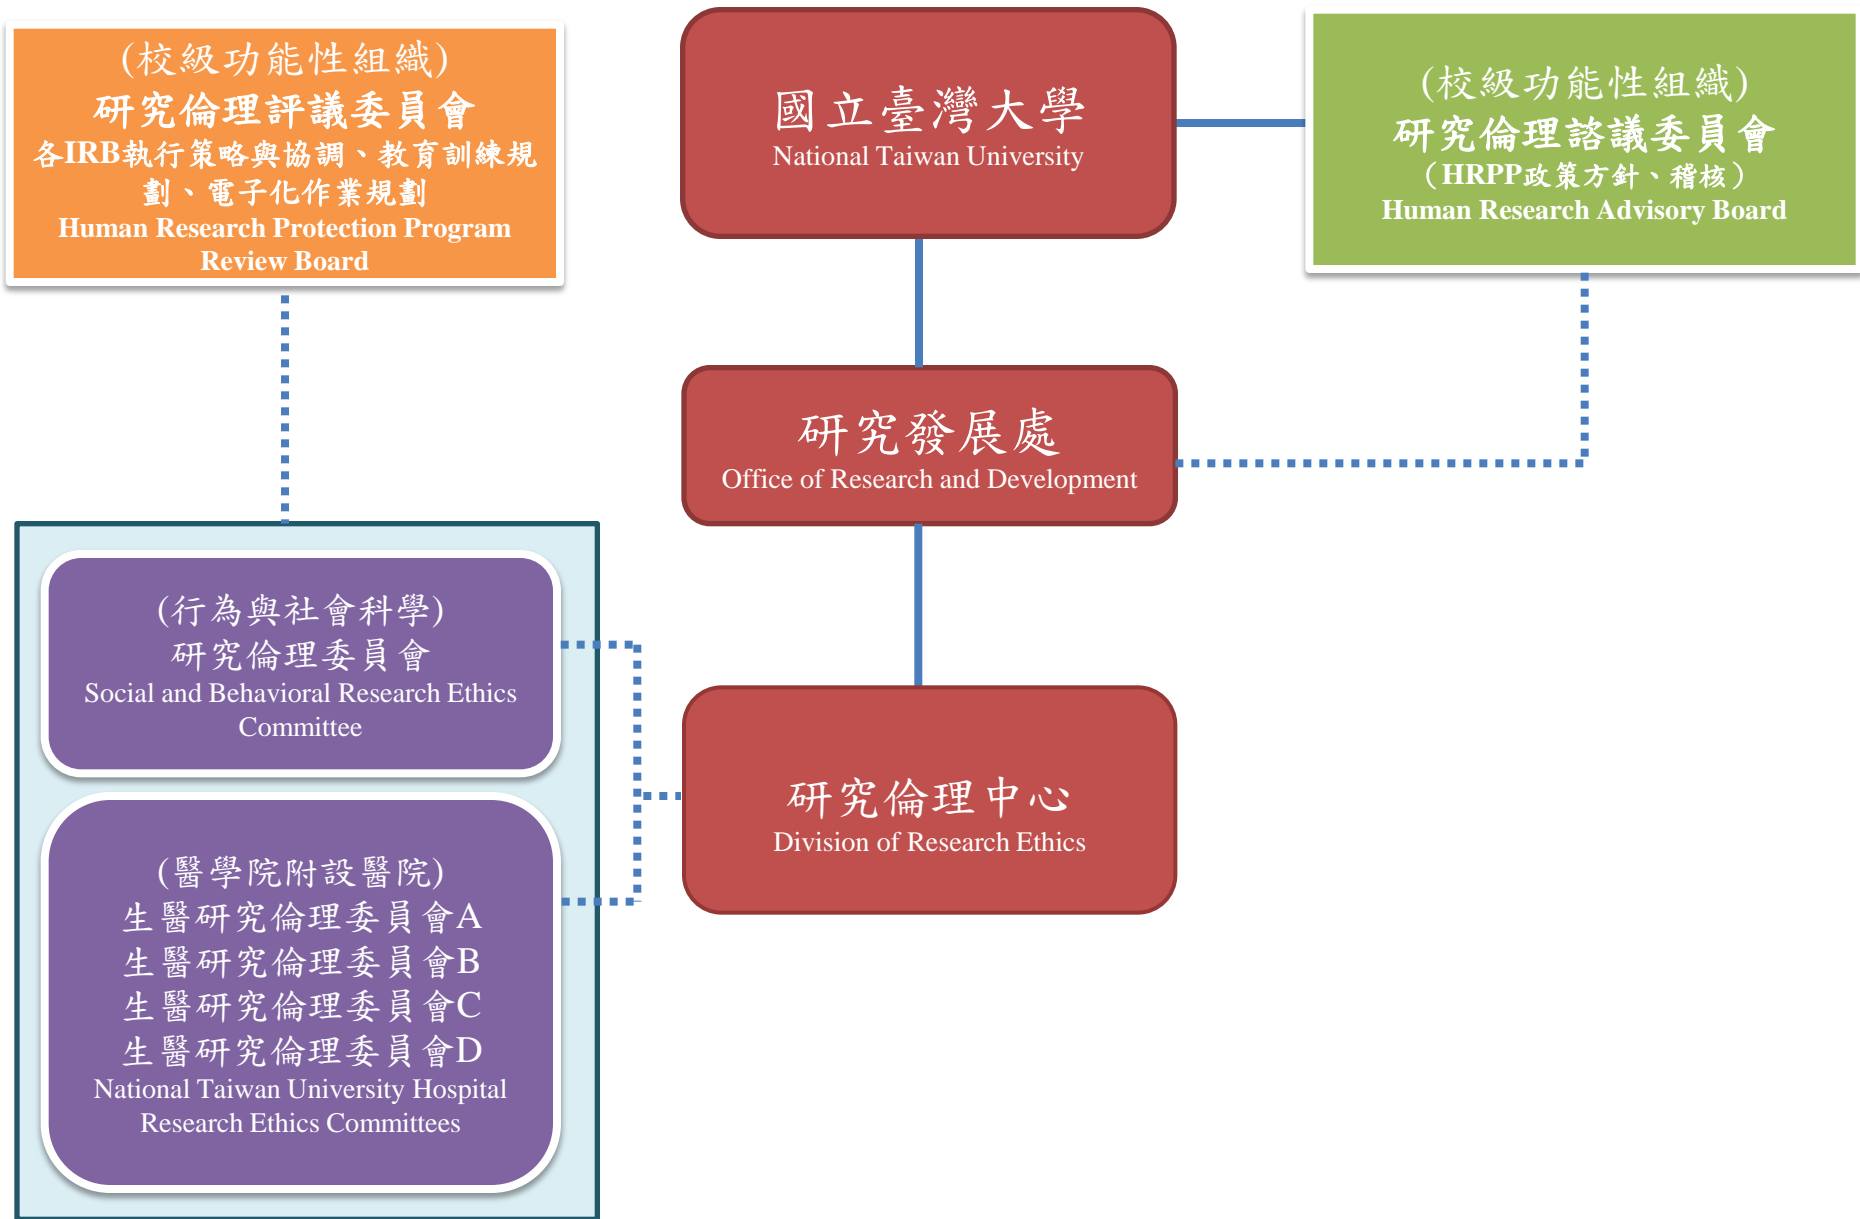 (校級功能性組織)
研究倫理評議委員會
各IRB執行策略與協調、教育訓練規
劃、電子化作業規劃
Human Research Protection Program
Review Board
國立臺灣大學
National Taiwan University
(校級功能性組織)
研究倫理諮議委員會
（HRPP政策方針、稽核）
Human Research Advisory Board
研究發展處
Office of Research and Development
(行為與社會科學)
研究倫理委員會
Social and Behavioral Research Ethics
Committee
研究倫理中心
Division of Research Ethics
(醫學院附設醫院)
生醫研究倫理委員會A
生醫研究倫理委員會B
生醫研究倫理委員會C
生醫研究倫理委員會D
National Taiwan University Hospital
Research Ethics Committees